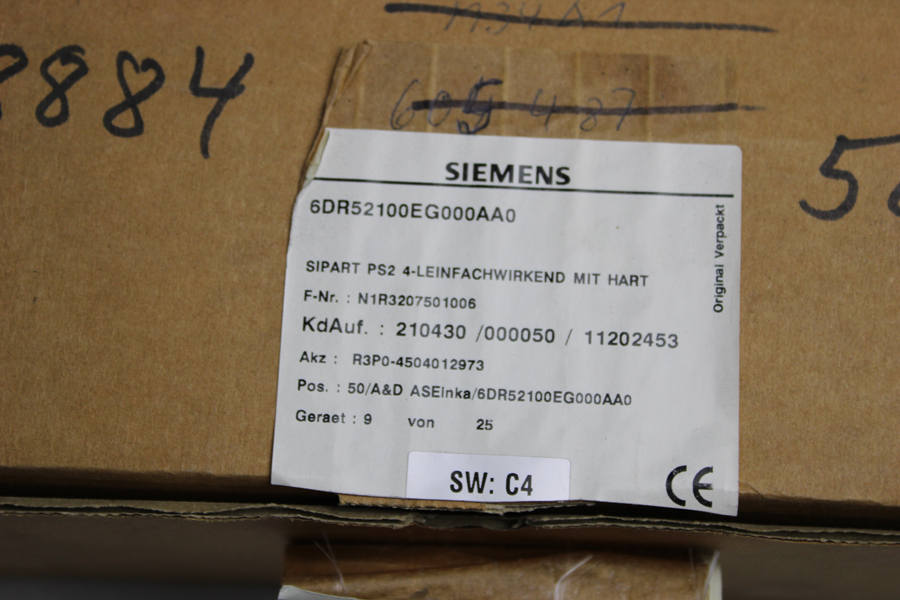 884
SIEMENS
6DR52100EG000AA0
Original Verpackt
SIPART PS2 4-LEINFACHWIRKEND MIT HART
F-Nr. : N1R3207501006
KdAuf. : 210430 /000050 / 11202453
Akz : R3P0-4504012973
Pos. : 50/A&D ASEinka/6DR52100EG000AA0
Geraet : 9 von 25
SW: C4
CE